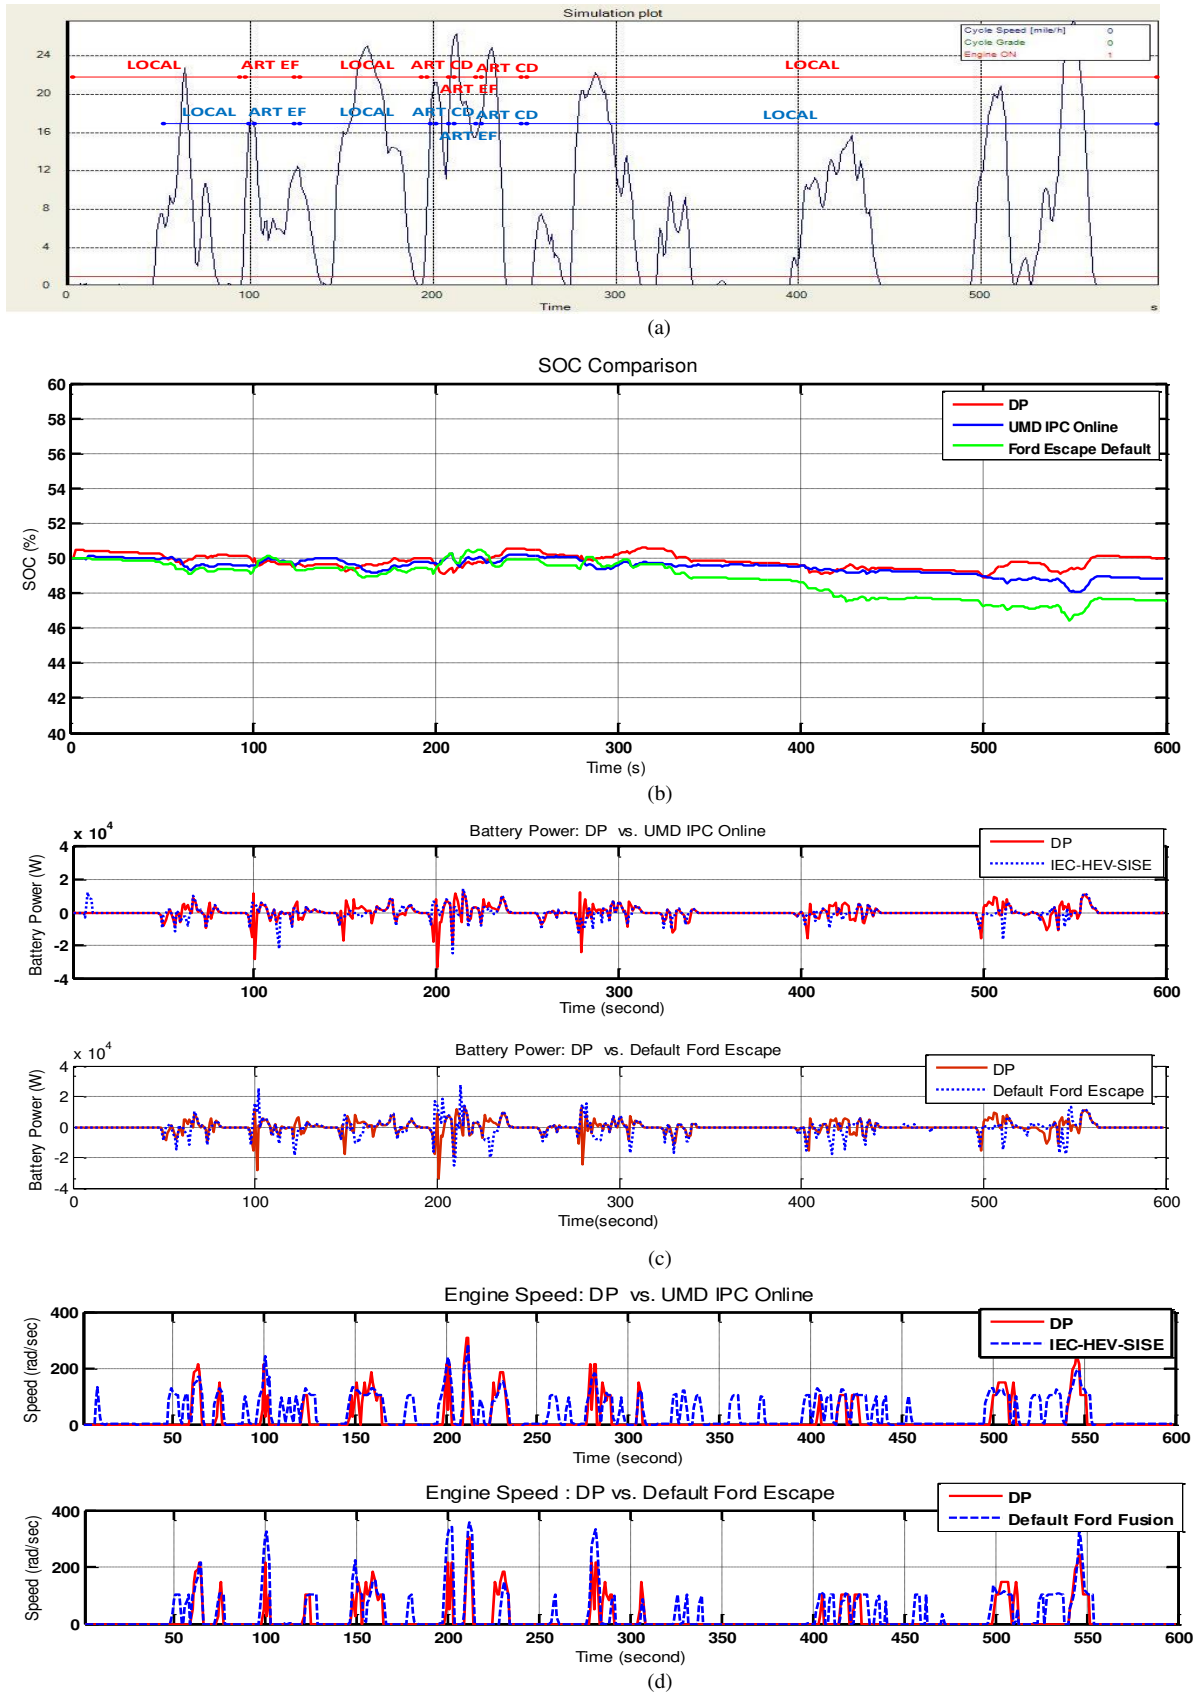 Simulation plot
Cycle Speed [mile/h] 0
Cycle Grade 0
Engine ON 1
24
20
16
12
8
4
0
LOCAL ART EF LOCAL ART CD ART CD LOCAL
ART EF
LOCAL ART EF LOCAL ART CD ART CD LOCAL
ART EF
0 100 200 300 400 500
Time s
(a)
SOC Comparison
DP
UMD IPC Online
Ford Escape Default
SOC (%)
60
58
56
54
52
50
48
46
44
42
40
0 100 200 300 400 500 600
Time (s)
(b)
Battery Power: DP vs. UMD IPC Online
x 10^4
DP
IEC-HEV-SISE
Battery Power (W)
4
2
0
-2
-4
0 100 200 300 400 500 600
Time (second)
Battery Power: DP vs. Default Ford Escape
x 10^4
DP
Default Ford Escape
Battery Power (W)
4
2
0
-2
-4
0 100 200 300 400 500 600
Time(second)
(c)
Engine Speed: DP vs. UMD IPC Online
DP
IEC-HEV-SISE
Speed (rad/sec)
400
200
0
50 100 150 200 250 300 350 400 450 500 550 600
Time (second)
Engine Speed : DP vs. Default Ford Escape
DP
Default Ford Fusion
Speed (rad/sec)
400
200
0
50 100 150 200 250 300 350 400 450 500 550 600
Time (second)
(d)